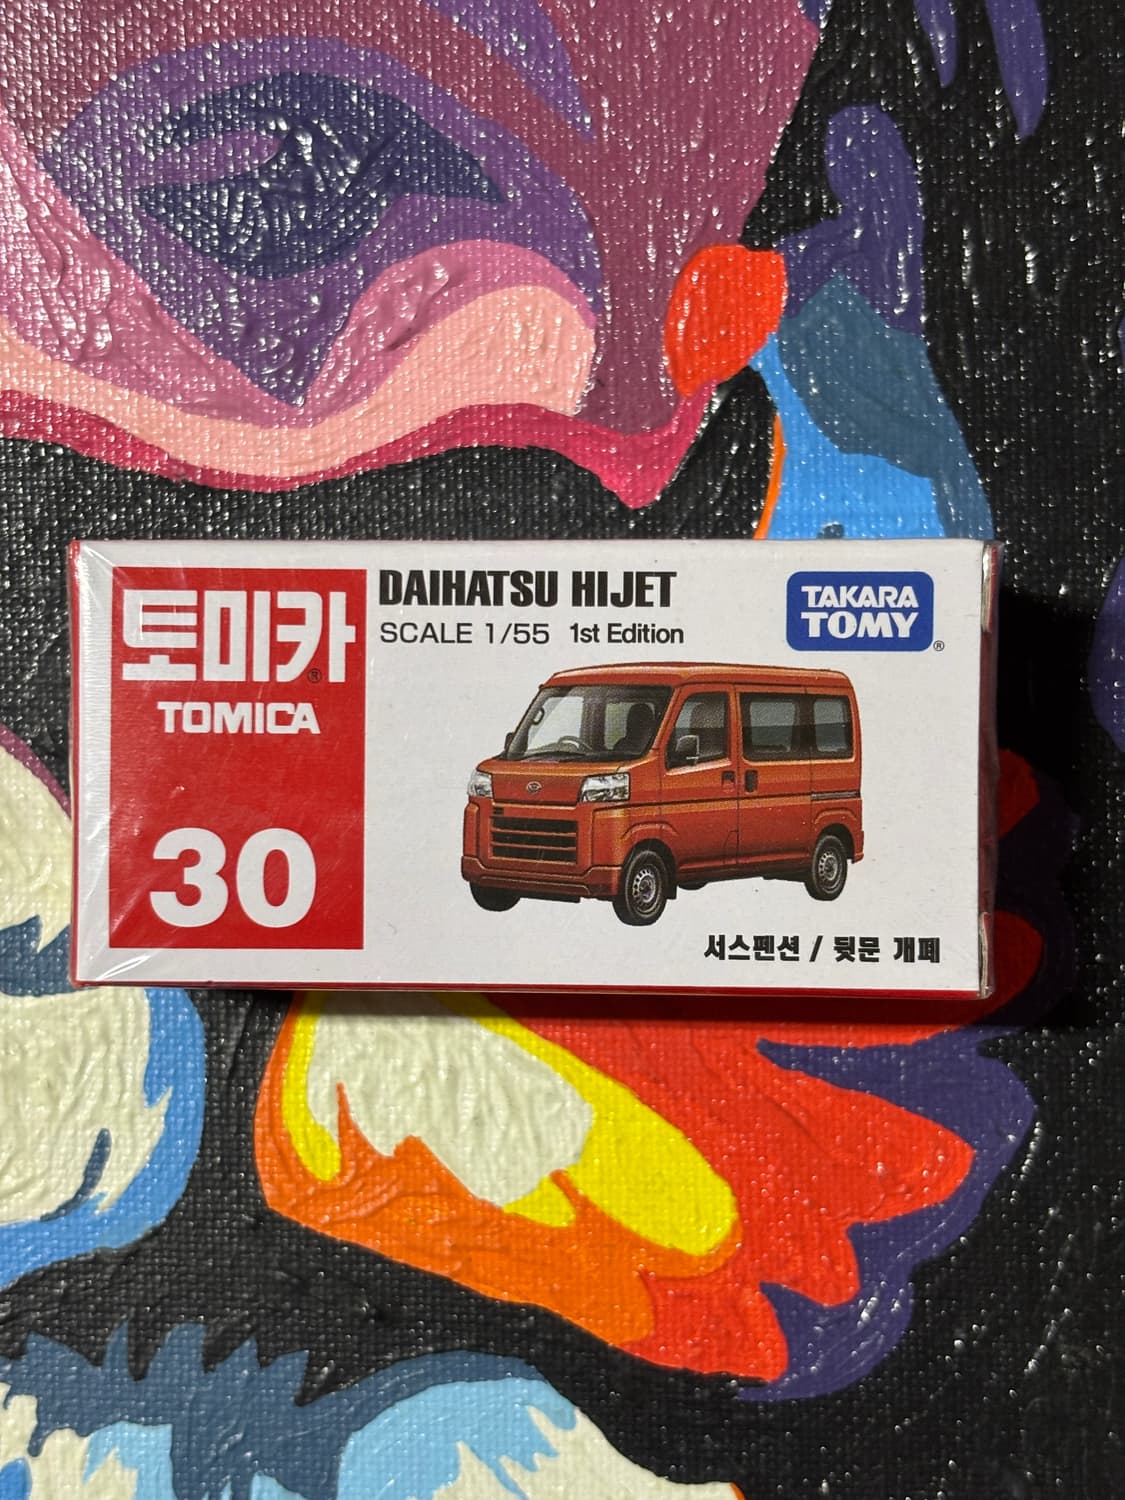 토미카®
TOMICA
30
DAIHATSU HIJET
SCALE 1/55 1st Edition
TAKARA
TOMY®
서스펜션 / 뒷문 개폐